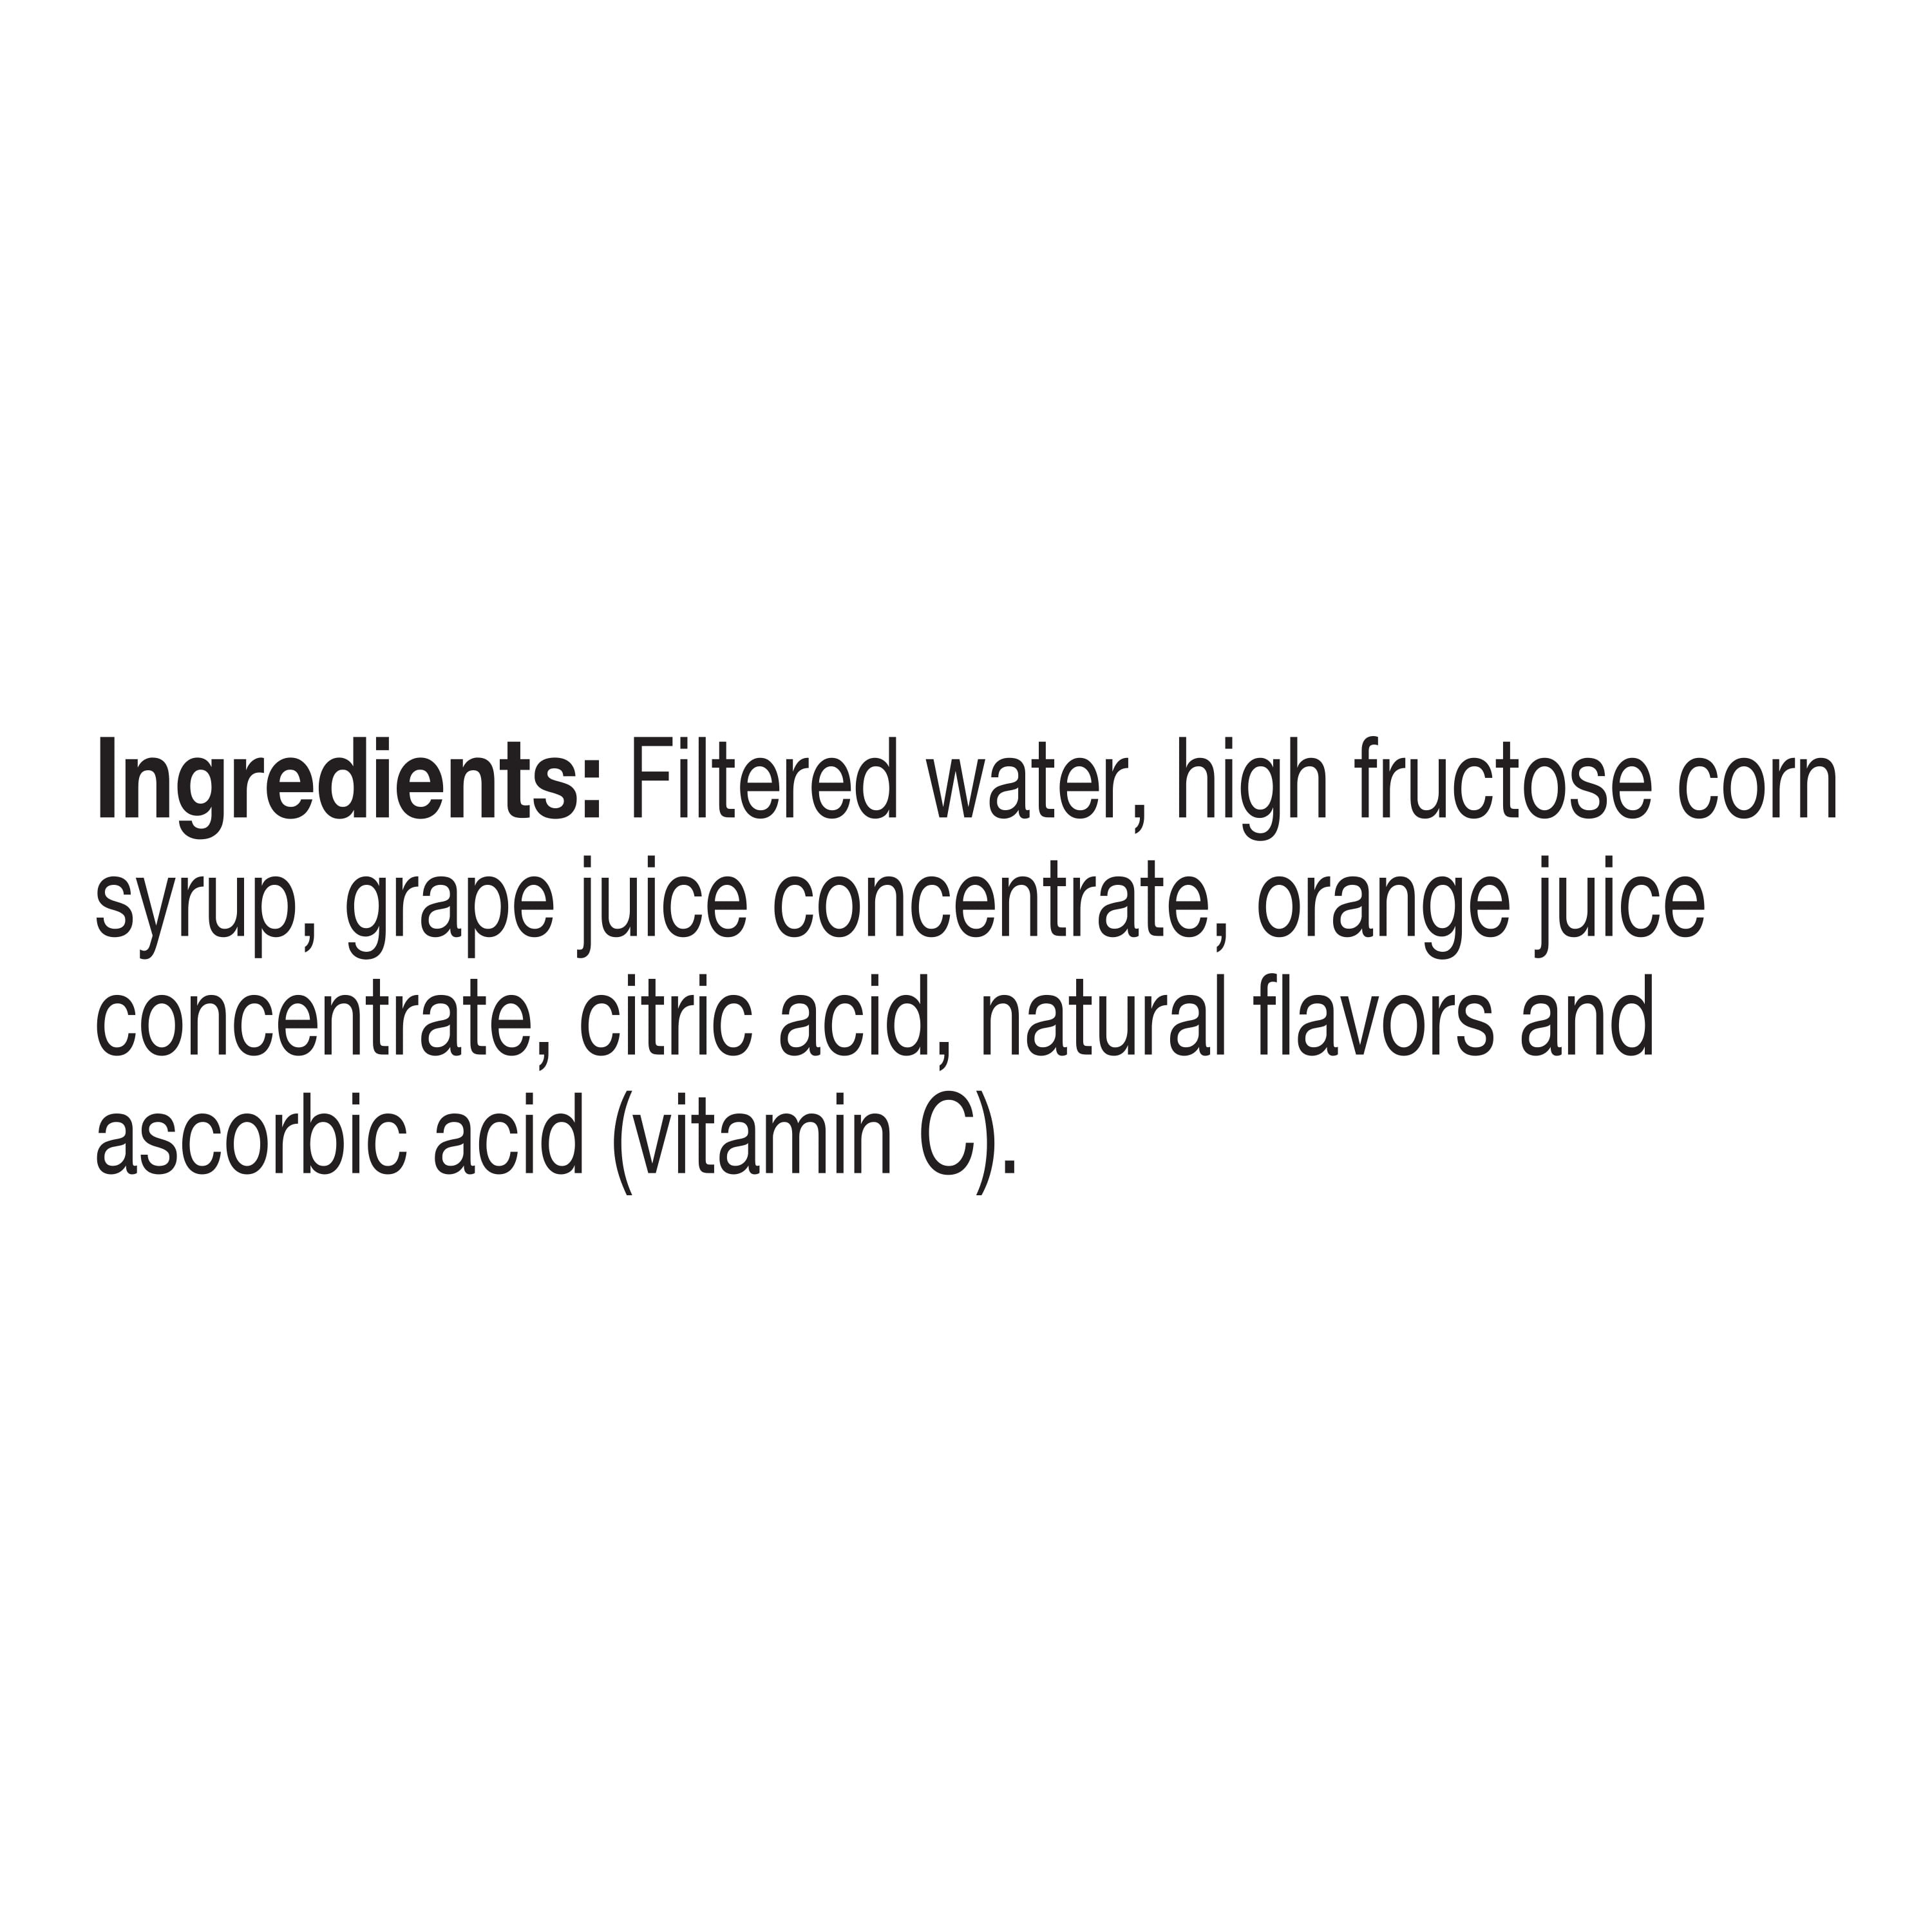 Ingredients: Filtered water, high fructose corn
syrup, grape juice concentrate, orange juice
concentrate, citric acid, natural flavors and
ascorbic acid (vitamin C).